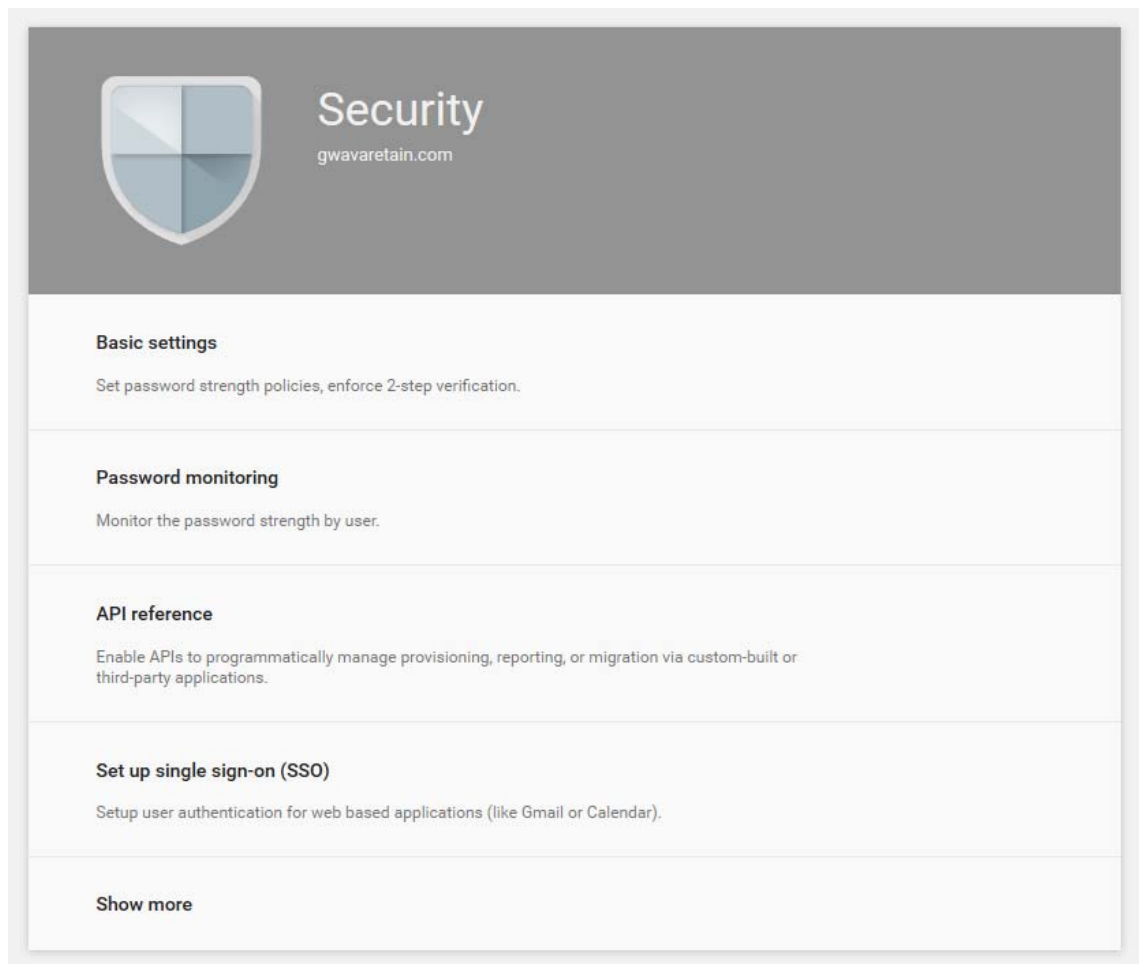 Security
gwavaretain.com
Basic settings
Set password strength policies, enforce 2-step verification.
Password monitoring
Monitor the password strength by user.
API reference
Enable APIs to programmatically manage provisioning, reporting, or migration via custom-built or
third-party applications.
Set up single sign-on (SSO)
Setup user authentication for web based applications (like Gmail or Calendar).
Show more